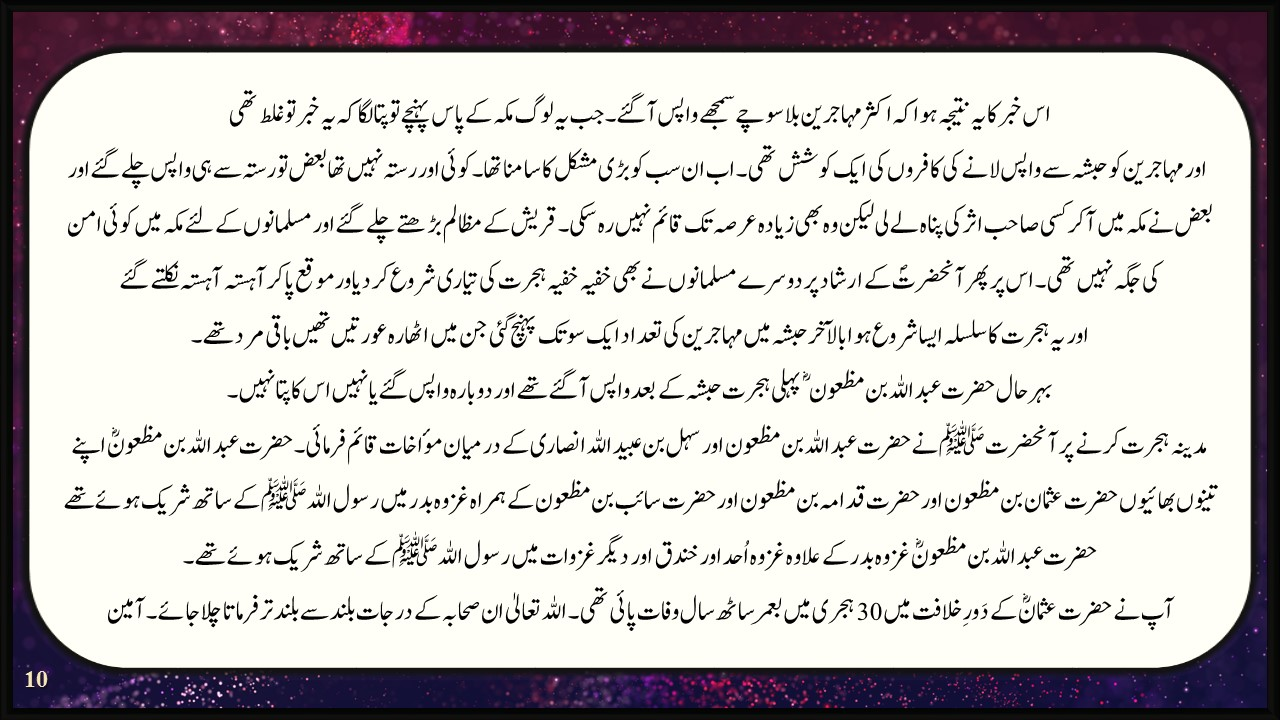 اس خبر کا یہ نتیجہ ہوا کہ اکثر مہاجرین بلا سوچے سمجھے واپس آ گئے۔ جب یہ لوگ مکہ کے پاس پہنچے تو پتا لگا کہ یہ خبر تو غلط تھی
اور مہاجرین کو حبشہ سے واپس لانے کی کافروں کی ایک کوشش تھی۔ اب ان سب کو بڑی مشکل کا سامنا تھا۔ کوئی اور رستہ نہیں تھا بعض تو رستہ سے ہی واپس چلے گئے اور
بعض نے مکہ میں آ کر کسی صاحب اثر کی پناہ لے لی لیکن وہ بھی زیادہ عرصہ تک قائم نہیں رہ سکی۔ قریش کے مظالم بڑھتے چلے گئے اور مسلمانوں کے لئے مکہ میں کوئی امن
کی جگہ نہیں تھی۔ اس پر پھر آنحضرتؐ کے ارشاد پر دوسرے مسلمانوں نے بھی خفیہ خفیہ ہجرت کی تیاری شروع کر دیاور موقع پا کر آہستہ آہستہ نکلتے گئے
اور یہ ہجرت کا سلسلہ ایسا شروع ہوا بالآخر حبشہ میں مہاجرین کی تعداد ایک سو تک پہنچ گئی جن میں اٹھارہ عورتیں تھیں باقی مرد تھے۔
بہر حال حضرت عبد اللہ بن مظعونؓ پہلی ہجرت حبشہ کے بعد واپس آ گئے تھے اور دوبارہ واپس گئے یا نہیں اس کا پتا نہیں۔
مدینہ ہجرت کرنے پر آنحضرت ﷺ نے حضرت عبد اللہ بن مظعون اور سہل بن عبید اللہ انصاری کے درمیان موٴاخات قائم فرمائی۔ حضرت عبد اللہ بن مظعونؓ اپنے
تینوں بھائیوں حضرت عثمان بن مظعون اور حضرت قدامہ بن مظعون اور حضرت سائب بن مظعون کے ہمراہ غزوہ بدر میں رسول اللہ ﷺ کے ساتھ شریک ہوئے تھے
حضرت عبد اللہ بن مظعونؓ غزوہ بدر کے علاوہ غزوہ اُحد اور خندق اور دیگر غزوات میں رسول اللہ ﷺ کے ساتھ شریک ہوئے تھے۔
آپ نے حضرت عثمانؓ کے دَورِ خلافت میں 30 ہجری میں بعمر ساٹھ سال وفات پائی تھی۔ اللہ تعالیٰ ان صحابہ کے درجات بلند سے بلند تر فرماتا چلا جائے۔ آمین
10